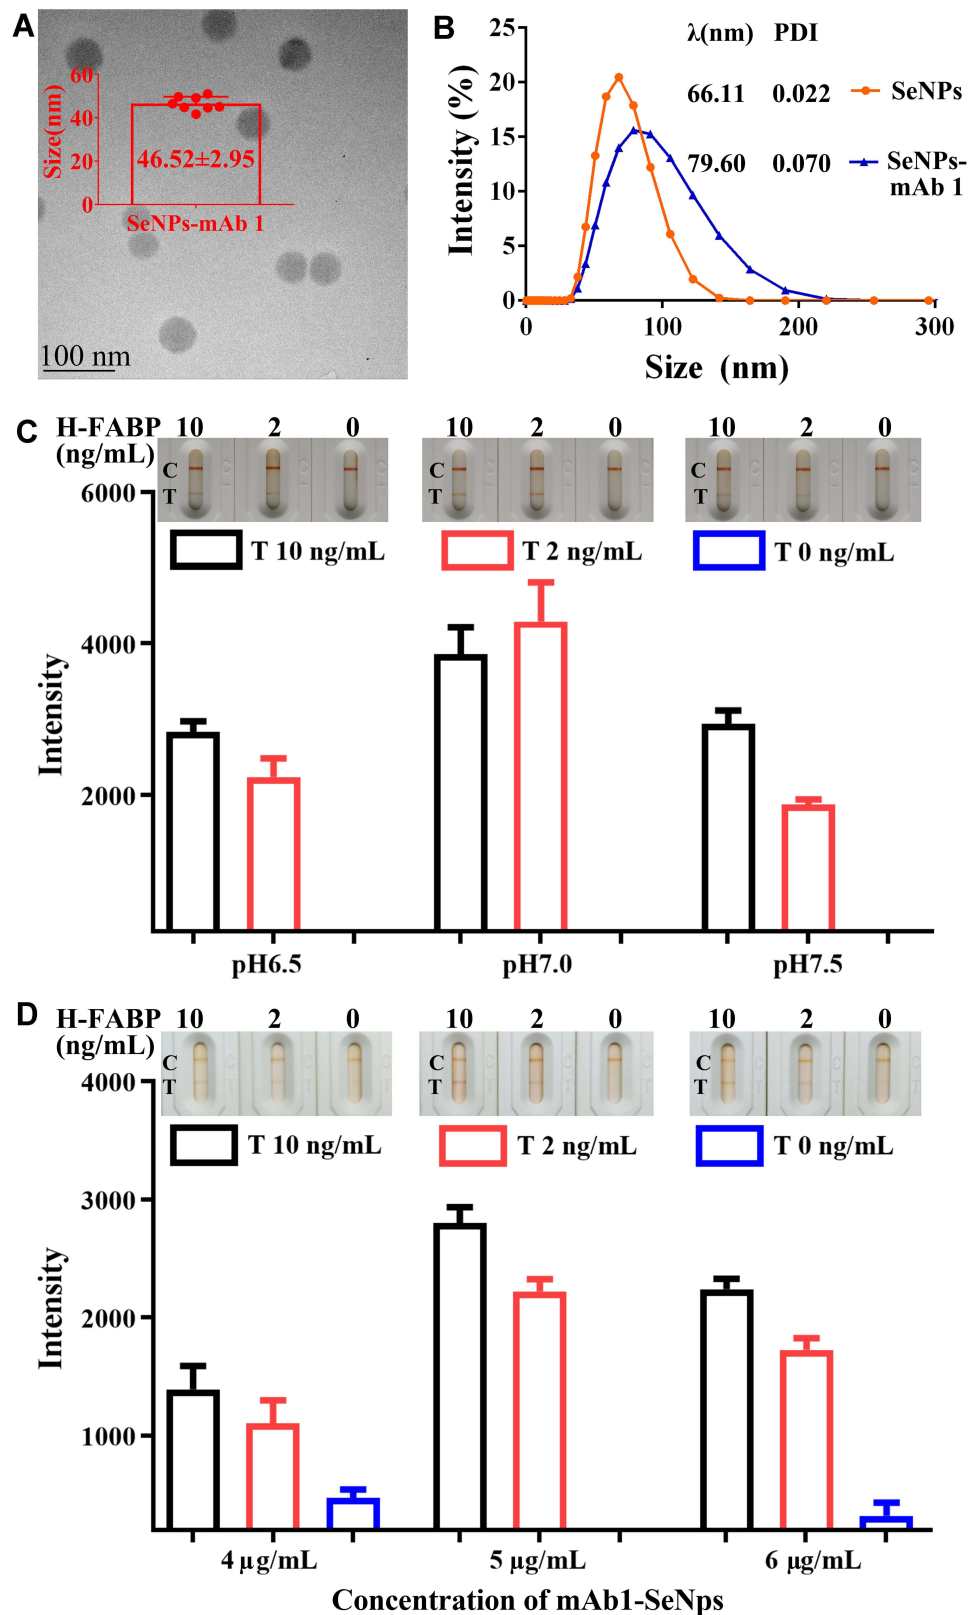 A
60
40
20
0
Size(nm)
46.52±2.95
SeNPs-mAb 1
100 nm
B
25
20
15
10
5
0
Intensity (%)
λ(nm) PDI
66.11 0.022 SeNPs
79.60 0.070 SeNPs-
mAb 1
0 100 200 300
Size (nm)
C
H-FABP 10 2 0 10 2 0 10 2 0
(ng/mL)
C C C
T T T
T 10 ng/mL T 2 ng/mL T 0 ng/mL
6000
4000
2000
Intensity
pH6.5 pH7.0 pH7.5
D
H-FABP 10 2 0 10 2 0 10 2 0
(ng/mL)
C C C
T T T
T 10 ng/mL T 2 ng/mL T 0 ng/mL
4000
3000
2000
1000
Intensity
4 µg/mL 5 µg/mL 6 µg/mL
Concentration of mAb1-SeNps